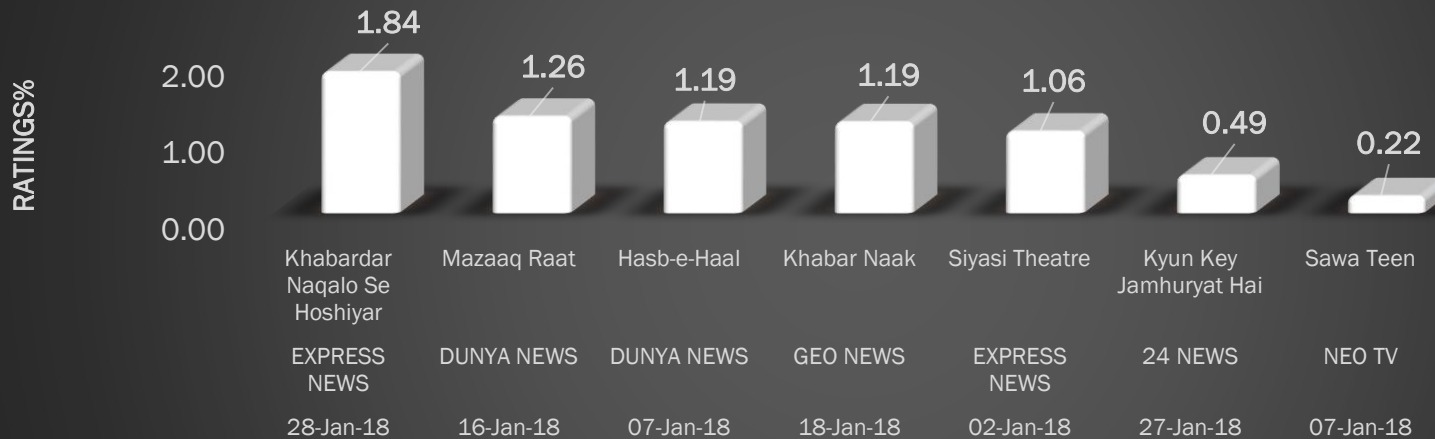 RATINGS%
2.00
1.00
0.00
1.84
1.26
1.19
1.19
1.06
0.49
0.22
Khabardar
Naqalo Se
Hoshiyar
Mazaaq Raat
Hasb-e-Haal
Khabar Naak
Siyasi Theatre
Kyun Key
Jamhuryat Hai
Sawa Teen
EXPRESS
NEWS
DUNYA NEWS
DUNYA NEWS
GEO NEWS
EXPRESS
NEWS
24 NEWS
NEO TV
28-Jan-18
16-Jan-18
07-Jan-18
18-Jan-18
02-Jan-18
27-Jan-18
07-Jan-18